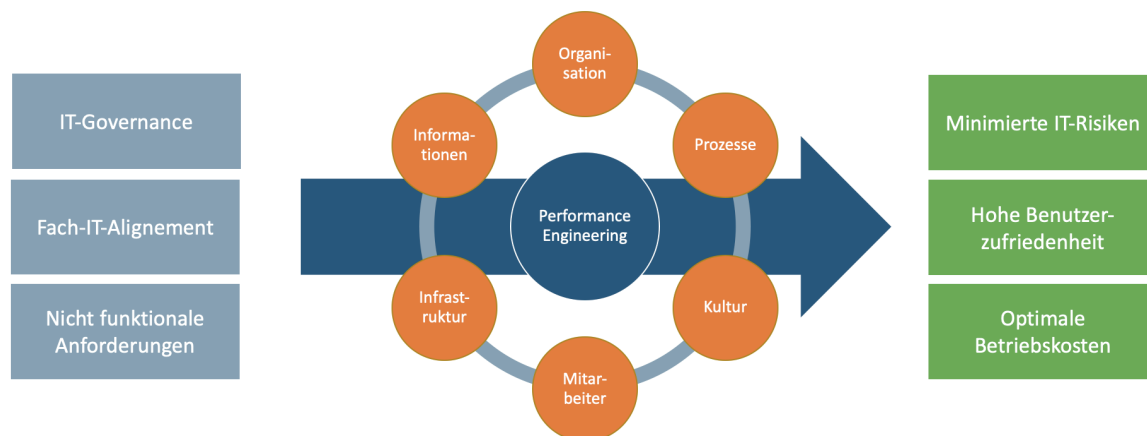 IT-Governance
Fach-IT-Alignement
Nicht funktionale
Anforderungen
Organi-
sation
Informa-
tionen
Prozesse
Performance
Engineering
Infrast-
ruktur
Kultur
Mitar-
beiter
Minimierte IT-Risiken
Hohe Benutzer-
zufriedenheit
Optimale
Betriebskosten